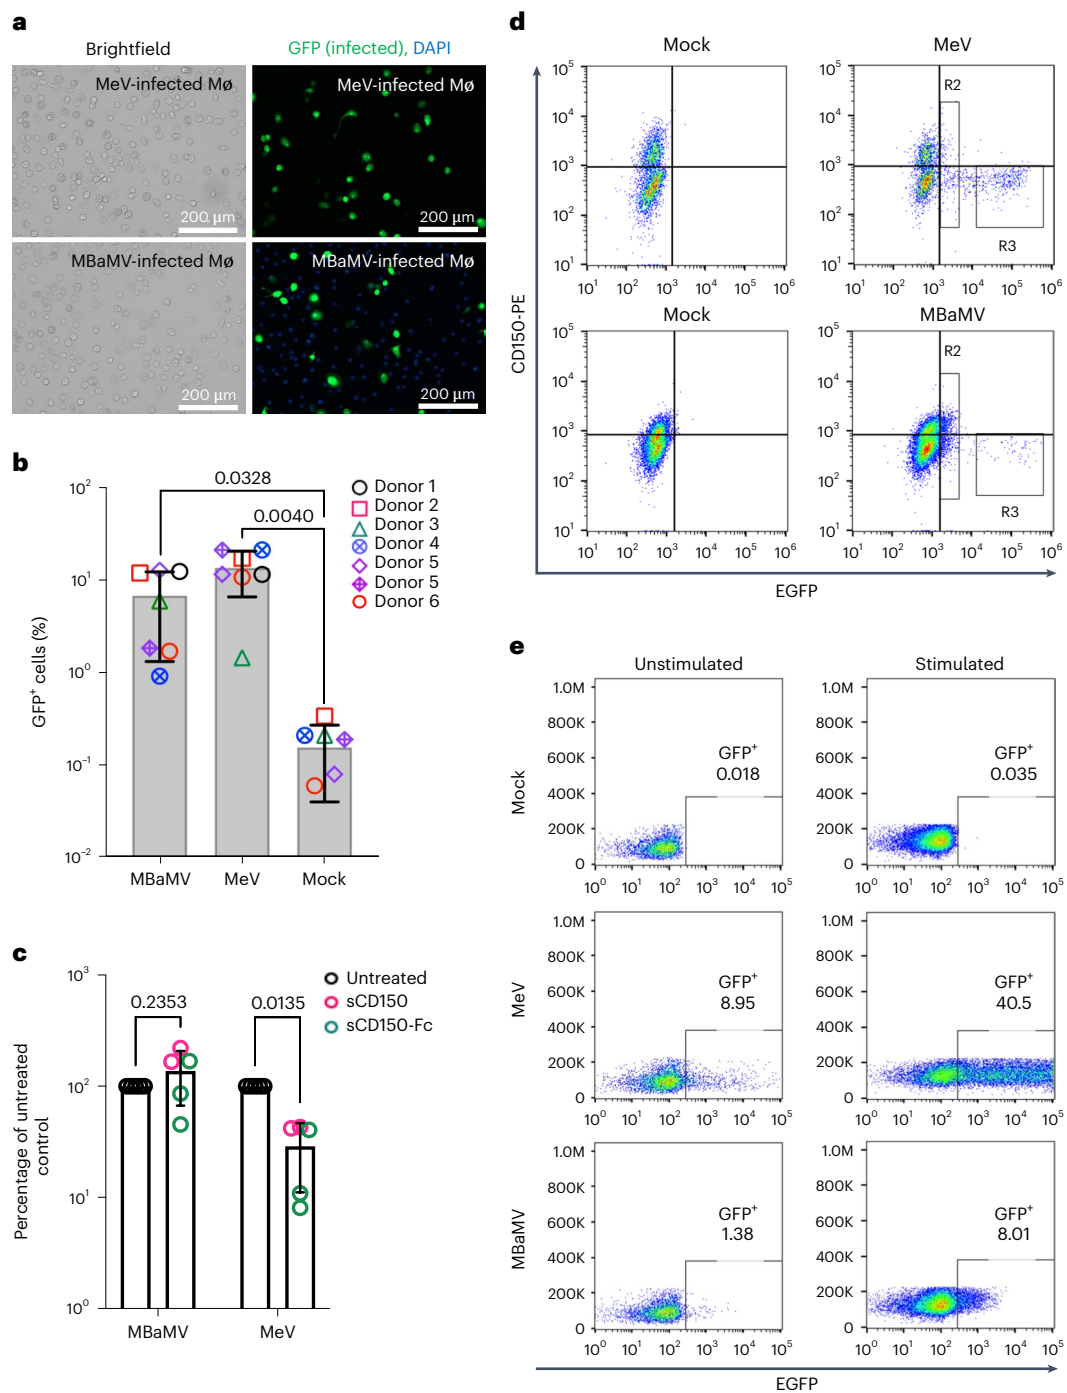 a
Brightfield
GFP (infected), DAPI
MeV-infected Mø
MeV-infected Mø
200 µm
200 µm
MBaMV-infected Mø
MBaMV-infected Mø
200 µm
200 µm
b
GFP⁺ cells (%)
10²
10¹
10⁰
10⁻¹
10⁻²
0.0328
0.0040
Donor 1
Donor 2
Donor 3
Donor 4
Donor 5
Donor 5
Donor 6
MBaMV
MeV
Mock
c
Percentage of untreated
control
10³
10²
10¹
10⁰
0.2353
0.0135
Untreated
sCD150
sCD150-Fc
MBaMV
MeV
d
CD150-PE
Mock
10⁵
10⁴
10³
10²
10¹
10¹ 10² 10³ 10⁴ 10⁵ 10⁶
MeV
10⁵
10⁴
10³
10²
10¹
R2
R3
10¹ 10² 10³ 10⁴ 10⁵ 10⁶
Mock
10⁵
10⁴
10³
10²
10¹
10¹ 10² 10³ 10⁴ 10⁵ 10⁶
MBaMV
10⁵
10⁴
10³
10²
10¹
R2
R3
10¹ 10² 10³ 10⁴ 10⁵ 10⁶
EGFP
e
Unstimulated
Stimulated
Mock
1.0M
800K
600K
400K
200K
0
GFP⁺
0.018
10⁰ 10¹ 10² 10³ 10⁴ 10⁵
1.0M
800K
600K
400K
200K
0
GFP⁺
0.035
10⁰ 10¹ 10² 10³ 10⁴ 10⁵
MeV
1.0M
800K
600K
400K
200K
0
GFP⁺
8.95
10⁰ 10¹ 10² 10³ 10⁴ 10⁵
1.0M
800K
600K
400K
200K
0
GFP⁺
40.5
10⁰ 10¹ 10² 10³ 10⁴ 10⁵
MBaMV
1.0M
800K
600K
400K
200K
0
GFP⁺
1.38
10⁰ 10¹ 10² 10³ 10⁴ 10⁵
1.0M
800K
600K
400K
200K
0
GFP⁺
8.01
10⁰ 10¹ 10² 10³ 10⁴ 10⁵
EGFP